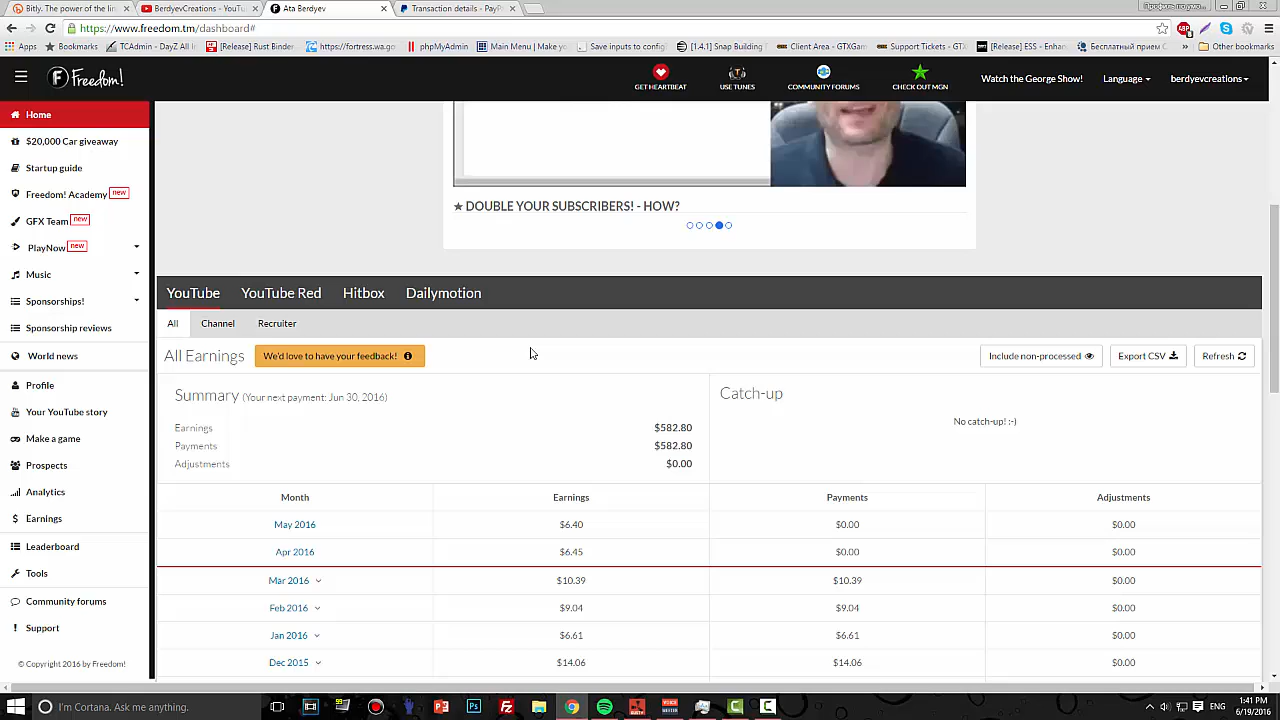 Bitly. The power of the lin
BerdyevCreations - YouTu
Ata Berdyev
Transaction details - PayP
https://www.freedom.tm/dashboard#
Apps
Bookmarks
TCAdmin - DayZ Al
[Release] Rust Binder
https://fortress.wa.go
phpMyAdmin
Main Menu | Make y
Save inputs to config
[1.4.1] Snap Building
Client Area - GTXGam
Support Tickets - GTX
[Release] ESS - Enhan
Бесплатный прием С
Other bookmarks
Freedom!
GET HEARTBEAT
USE TUNES
COMMUNITY FORUMS
CHECK OUT MGN
Watch the George Show!
Language
berdyevcreations
Home
$20,000 Car giveaway
Startup guide
Freedom! Academy new
GFX Team new
PlayNow new
Music
Sponsorships!
Sponsorship reviews
World news
Profile
Your YouTube story
Make a game
Prospects
Analytics
Earnings
Leaderboard
Tools
Community forums
Support
© Copyright 2016 by Freedom!
★ DOUBLE YOUR SUBSCRIBERS! - HOW?
YouTube YouTube Red Hitbox Dailymotion
All Channel Recruiter
All Earnings We'd love to have your feedback! Include non-processed Export CSV Refresh
Summary (Your next payment: Jun 30, 2016)
Earnings $582.80
Payments $582.80
Adjustments $0.00
Catch-up
No catch-up! :-)
Month Earnings Payments Adjustments
May 2016 $6.40 $0.00 $0.00
Apr 2016 $6.45 $0.00 $0.00
Mar 2016 $10.39 $10.39 $0.00
Feb 2016 $9.04 $9.04 $0.00
Jan 2016 $6.61 $6.61 $0.00
Dec 2015 $14.06 $14.06 $0.00
I'm Cortana. Ask me anything.
ENG
1:41 PM
6/19/2016